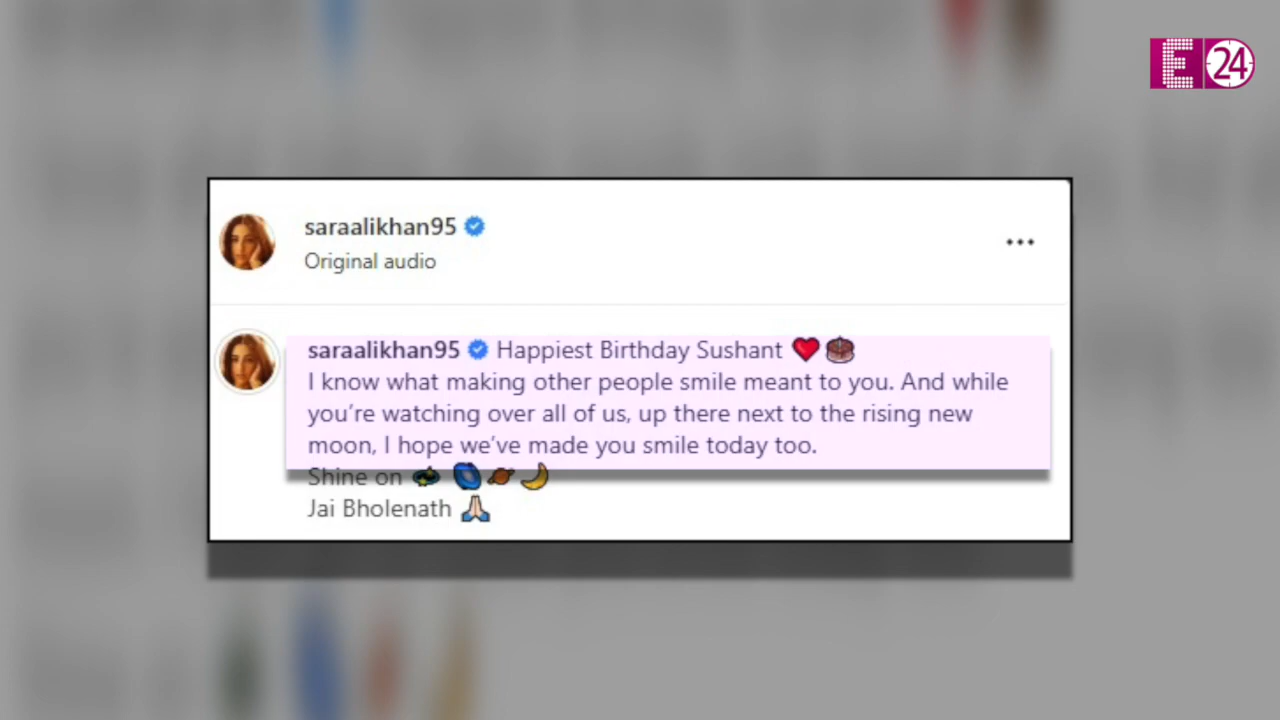 E 24
saraalikhan95
Original audio
saraalikhan95 Happiest Birthday Sushant ❤️🎂
I know what making other people smile meant to you. And while
you’re watching over all of us, up there next to the rising new
moon, I hope we’ve made you smile today too.
Shine on 💫 🌀🪐🌙
Jai Bholenath 🙏🏻